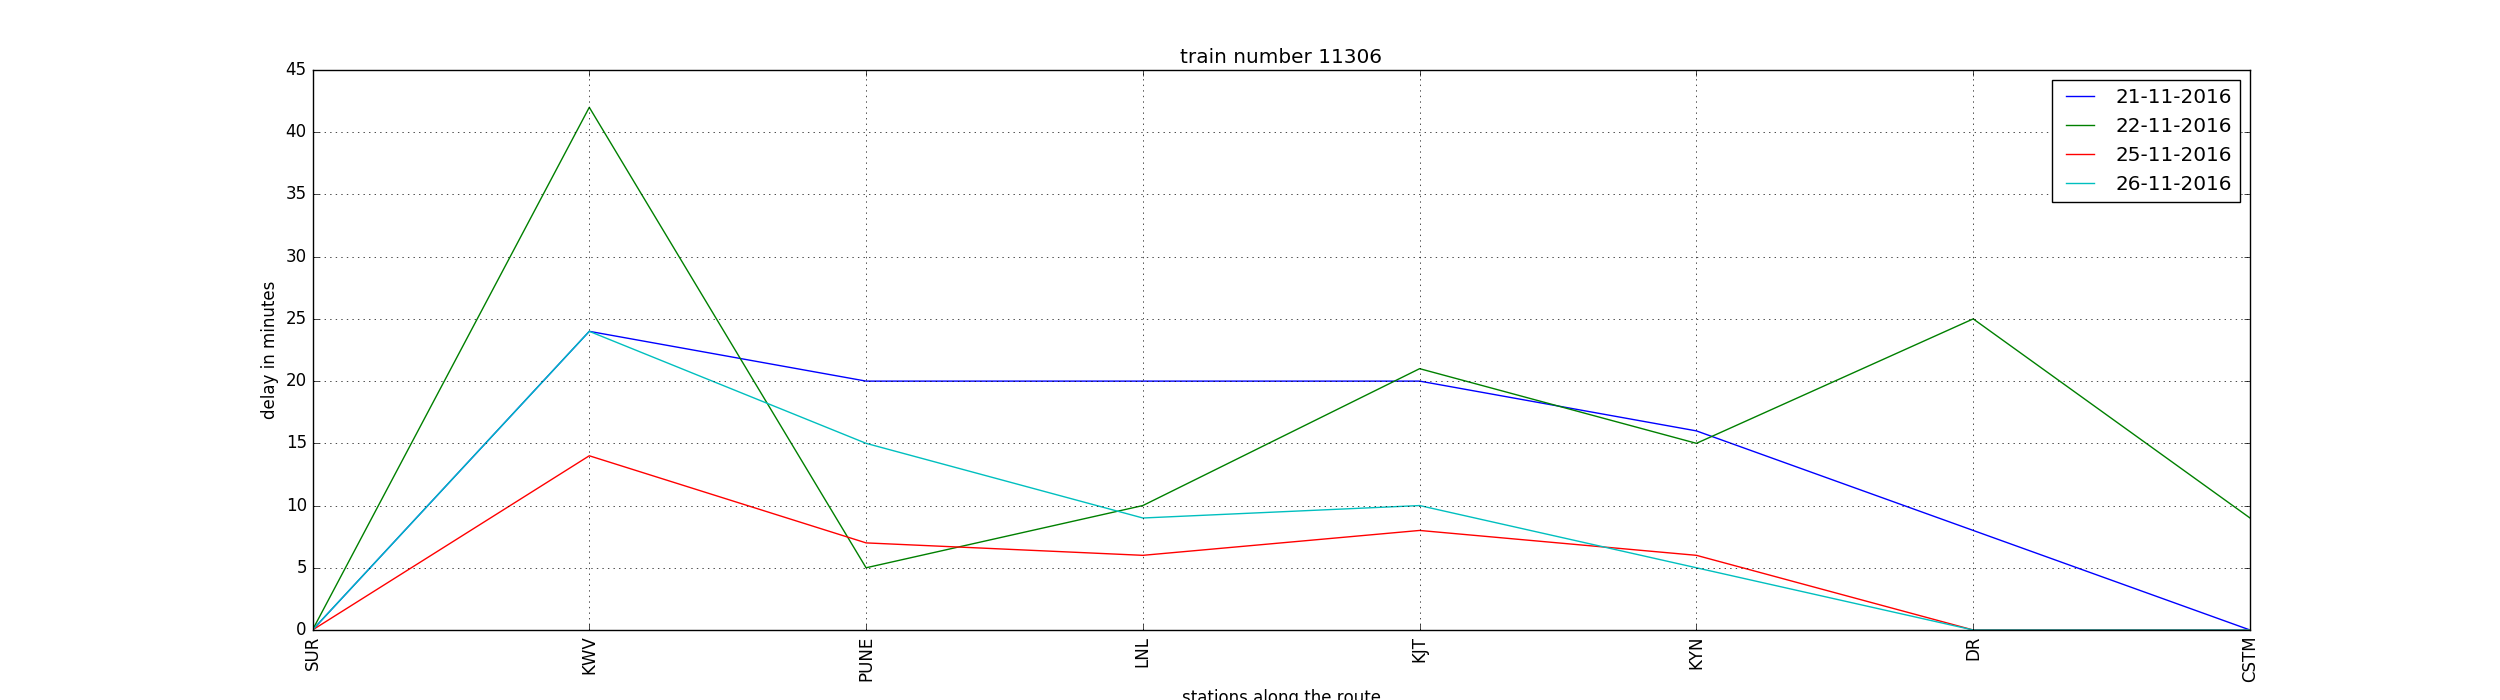 train number 11306
45
40
35
30
25
20
15
10
5
0
delay in minutes
21-11-2016
22-11-2016
25-11-2016
26-11-2016
SUR
KWV
PUNE
LNL
KJT
KYN
DR
CSTM
stations along the route